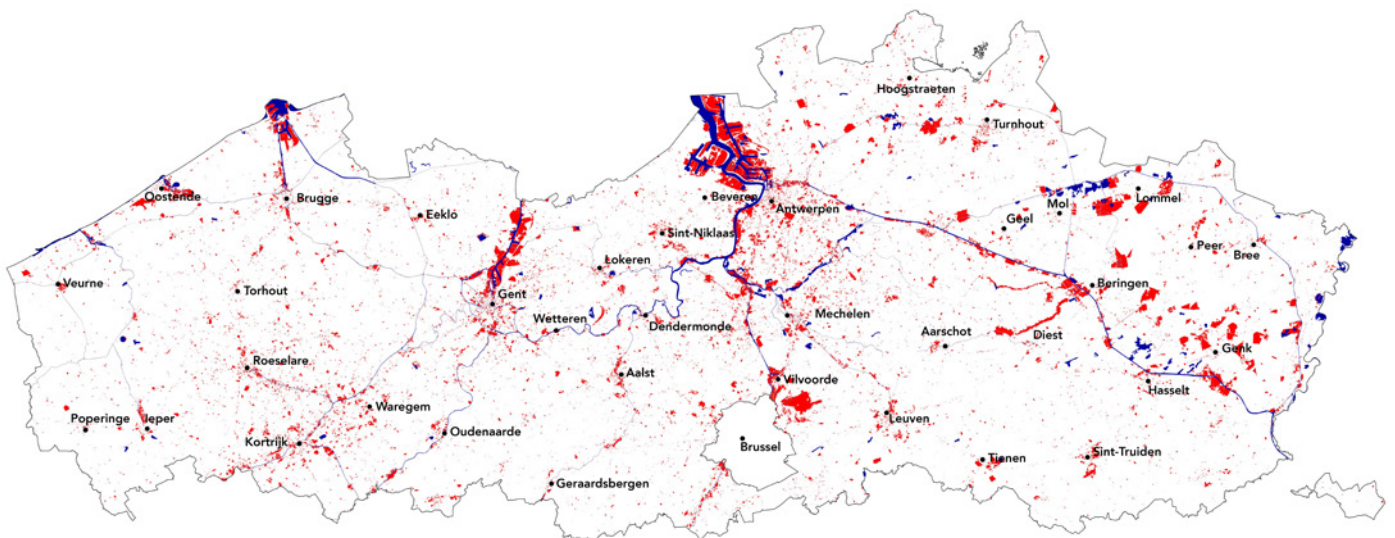 Hoogstraeten
Turnhout
Oostende
Brugge
Eeklo
Beveren
Antwerpen
Mol
Lommel
Geel
Sint-Niklaas
Peer
Bree
Lokeren
Veurne
Torhout
Gent
Beringen
Wetteren
Dendermonde
Mechelen
Aarschot
Diest
Roeselare
Aalst
Vilvoorde
Genk
Hasselt
Waregem
Poperinge
Ieper
Leuven
Kortrijk
Oudenaarde
Brussel
Tienen
Sint-Truiden
Geraardsbergen